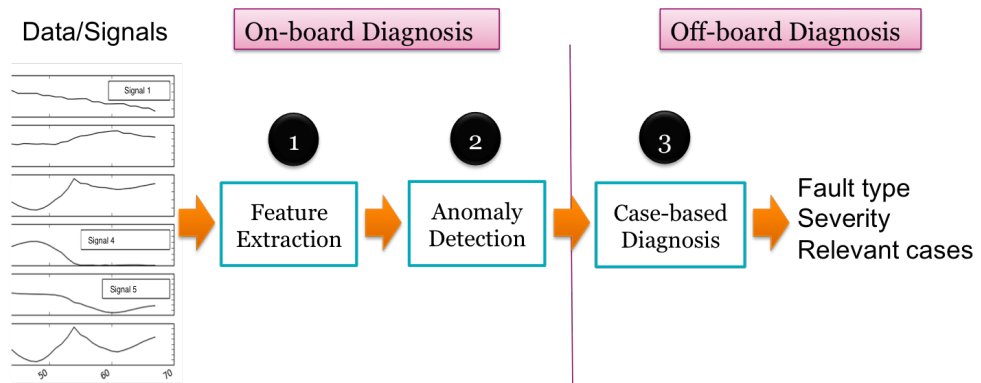 Data/Signals
On-board Diagnosis
Off-board Diagnosis
Signal 1
Signal 4
Signal 5
50
60
70
1
2
3
Feature
Extraction
Anomaly
Detection
Case-based
Diagnosis
Fault type
Severity
Relevant cases